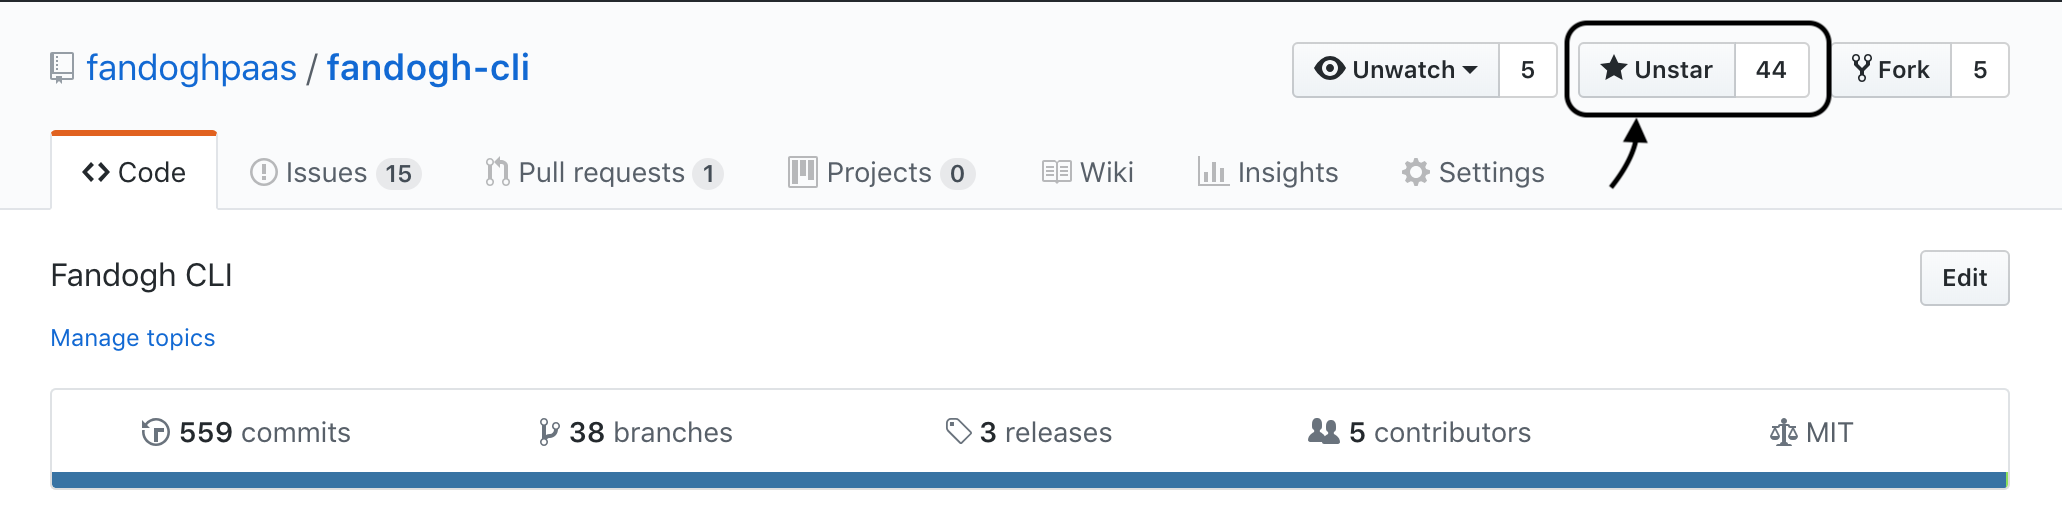 fandoghpaas / fandogh-cli
Unwatch 5 Unstar 44 Fork 5
Code Issues 15 Pull requests 1 Projects 0 Wiki Insights Settings
Fandogh CLI
Edit
Manage topics
559 commits 38 branches 3 releases 5 contributors MIT